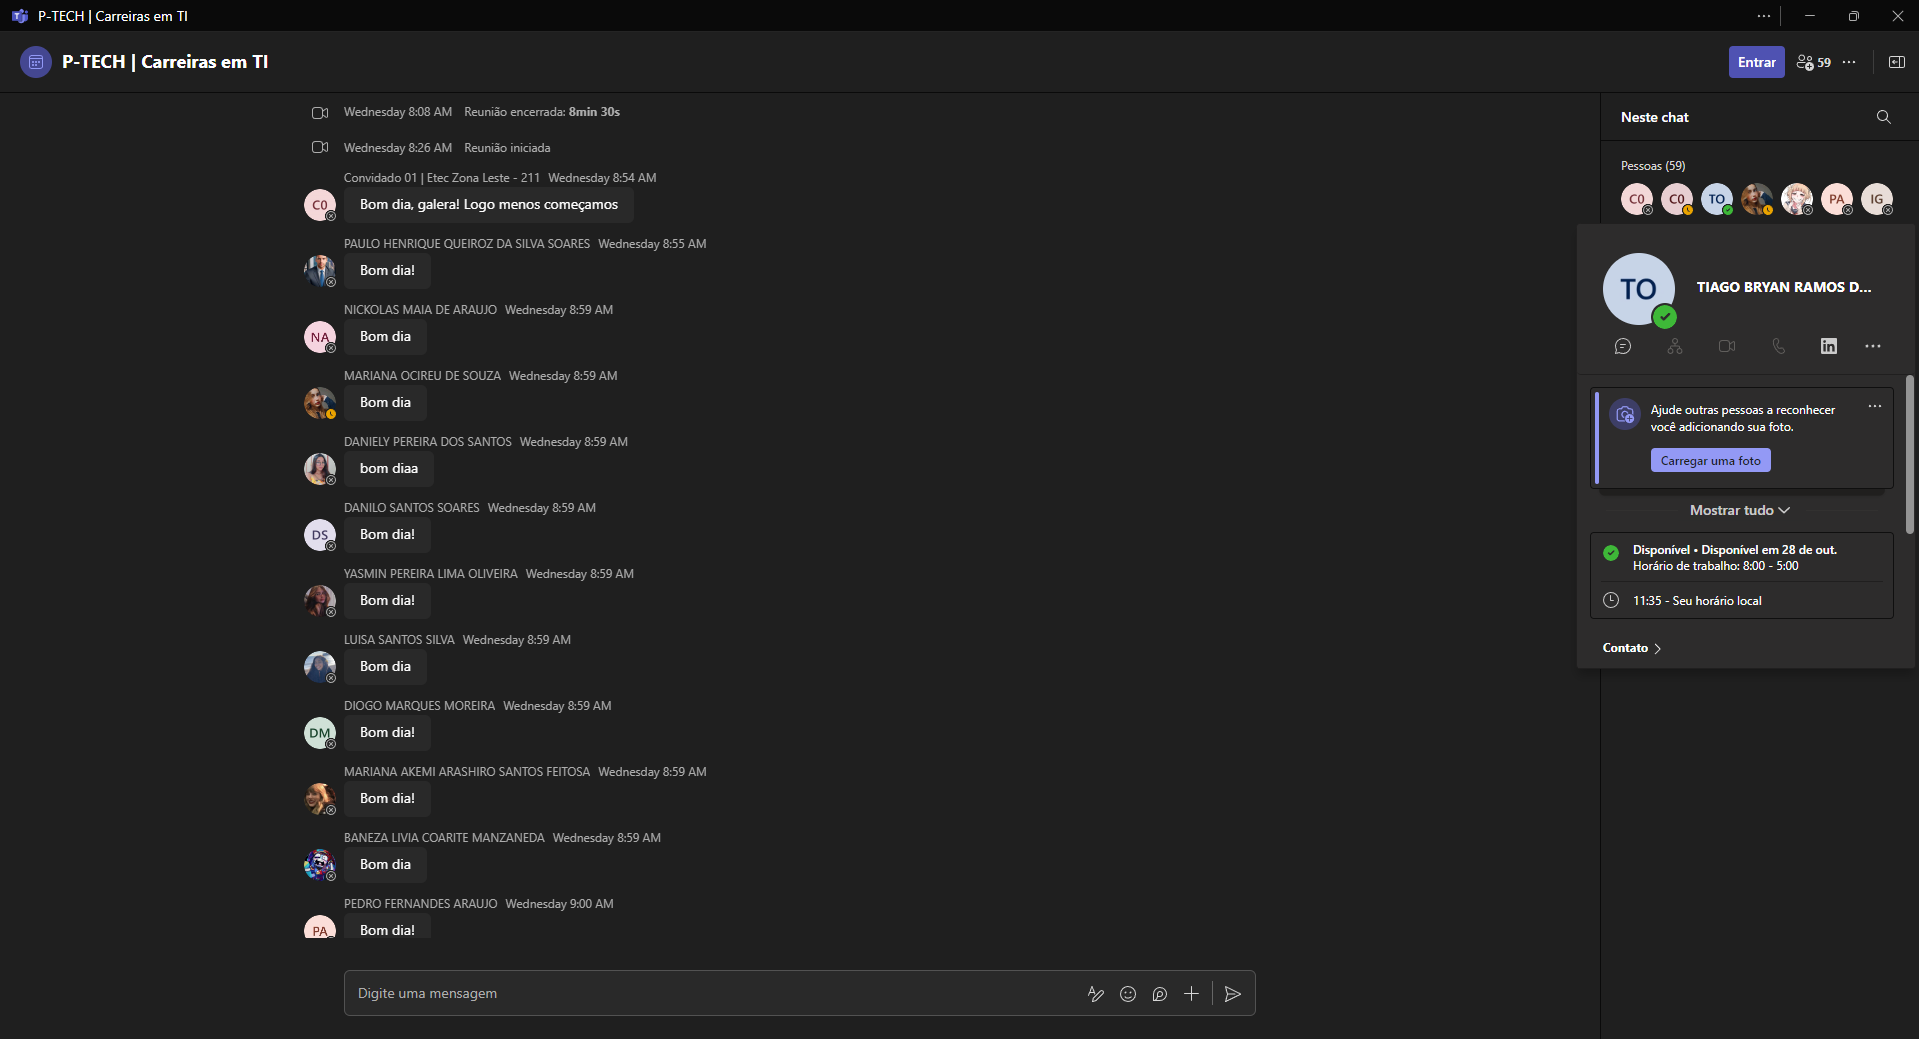 P-TECH | Carreiras em TI
P-TECH | Carreiras em TI
Entrar
59
Wednesday 8:08 AM Reunião encerrada: 8min 30s
Wednesday 8:26 AM Reunião iniciada
Convidado 01 | Etec Zona Leste - 211 Wednesday 8:54 AM
C0
Bom dia, galera! Logo menos começamos
PAULO HENRIQUE QUEIROZ DA SILVA SOARES Wednesday 8:55 AM
Bom dia!
NICKOLAS MAIA DE ARAUJO Wednesday 8:59 AM
NA
Bom dia
MARIANA OCIREU DE SOUZA Wednesday 8:59 AM
Bom dia
DANIELY PEREIRA DOS SANTOS Wednesday 8:59 AM
bom diaa
DANILO SANTOS SOARES Wednesday 8:59 AM
DS
Bom dia!
YASMIN PEREIRA LIMA OLIVEIRA Wednesday 8:59 AM
Bom dia!
LUISA SANTOS SILVA Wednesday 8:59 AM
Bom dia
DIOGO MARQUES MOREIRA Wednesday 8:59 AM
DM
Bom dia!
MARIANA AKEMI ARASHIRO SANTOS FEITOSA Wednesday 8:59 AM
Bom dia!
BANEZA LIVIA COARITE MANZANEDA Wednesday 8:59 AM
Bom dia
PEDRO FERNANDES ARAUJO Wednesday 9:00 AM
PA
Bom dia!
Digite uma mensagem
Neste chat
Pessoas (59)
C0 C0 TO PA IG
TO
TIAGO BRYAN RAMOS D...
in
Ajude outras pessoas a reconhecer
você adicionando sua foto.
Carregar uma foto
Mostrar tudo
Disponível • Disponível em 28 de out.
Horário de trabalho: 8:00 - 5:00
11:35 - Seu horário local
Contato